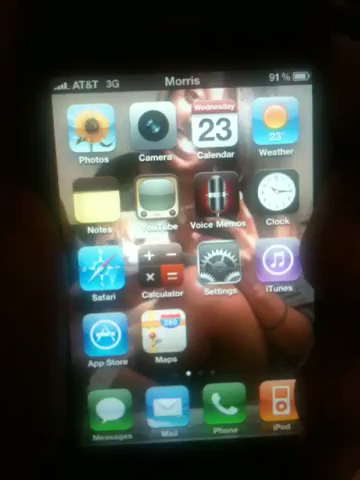 AT&T 3G Morris 91%
Wednesday
23 23°
Photos Camera Calendar Weather
Notes YouTube Voice Memos Clock
Safari Calculator Settings iTunes
280
App Store Maps
Messages Mail Phone iPod